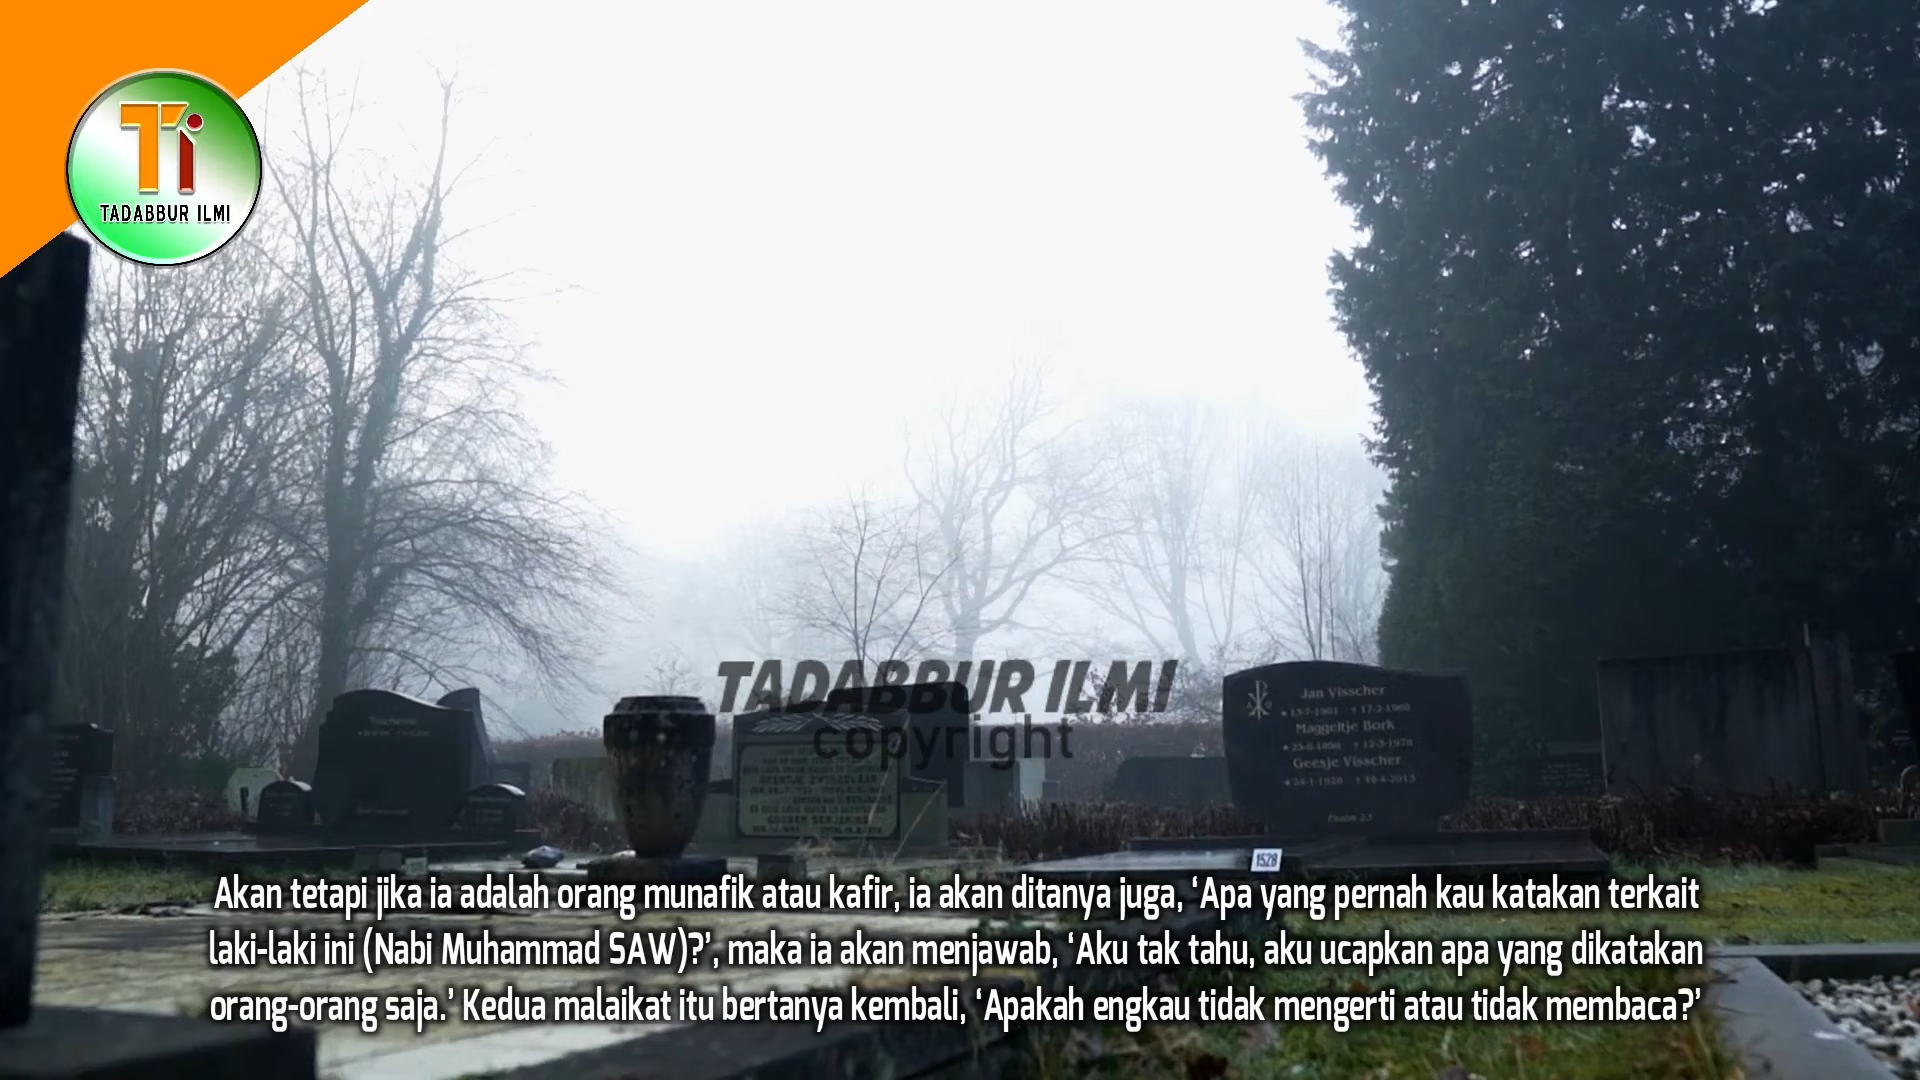 Ti
TADABBUR ILMI
TADABBUR ILMI
copyright
Jan Visscher
Maggeltje Bork
Geesje Visscher
Psalm 23
1528
Akan tetapi jika ia adalah orang munafik atau kafir, ia akan ditanya juga, ‘Apa yang pernah kau katakan terkait
laki-laki ini (Nabi Muhammad SAW)?’, maka ia akan menjawab, ‘Aku tak tahu, aku ucapkan apa yang dikatakan
orang-orang saja.’ Kedua malaikat itu bertanya kembali, ‘Apakah engkau tidak mengerti atau tidak membaca?’